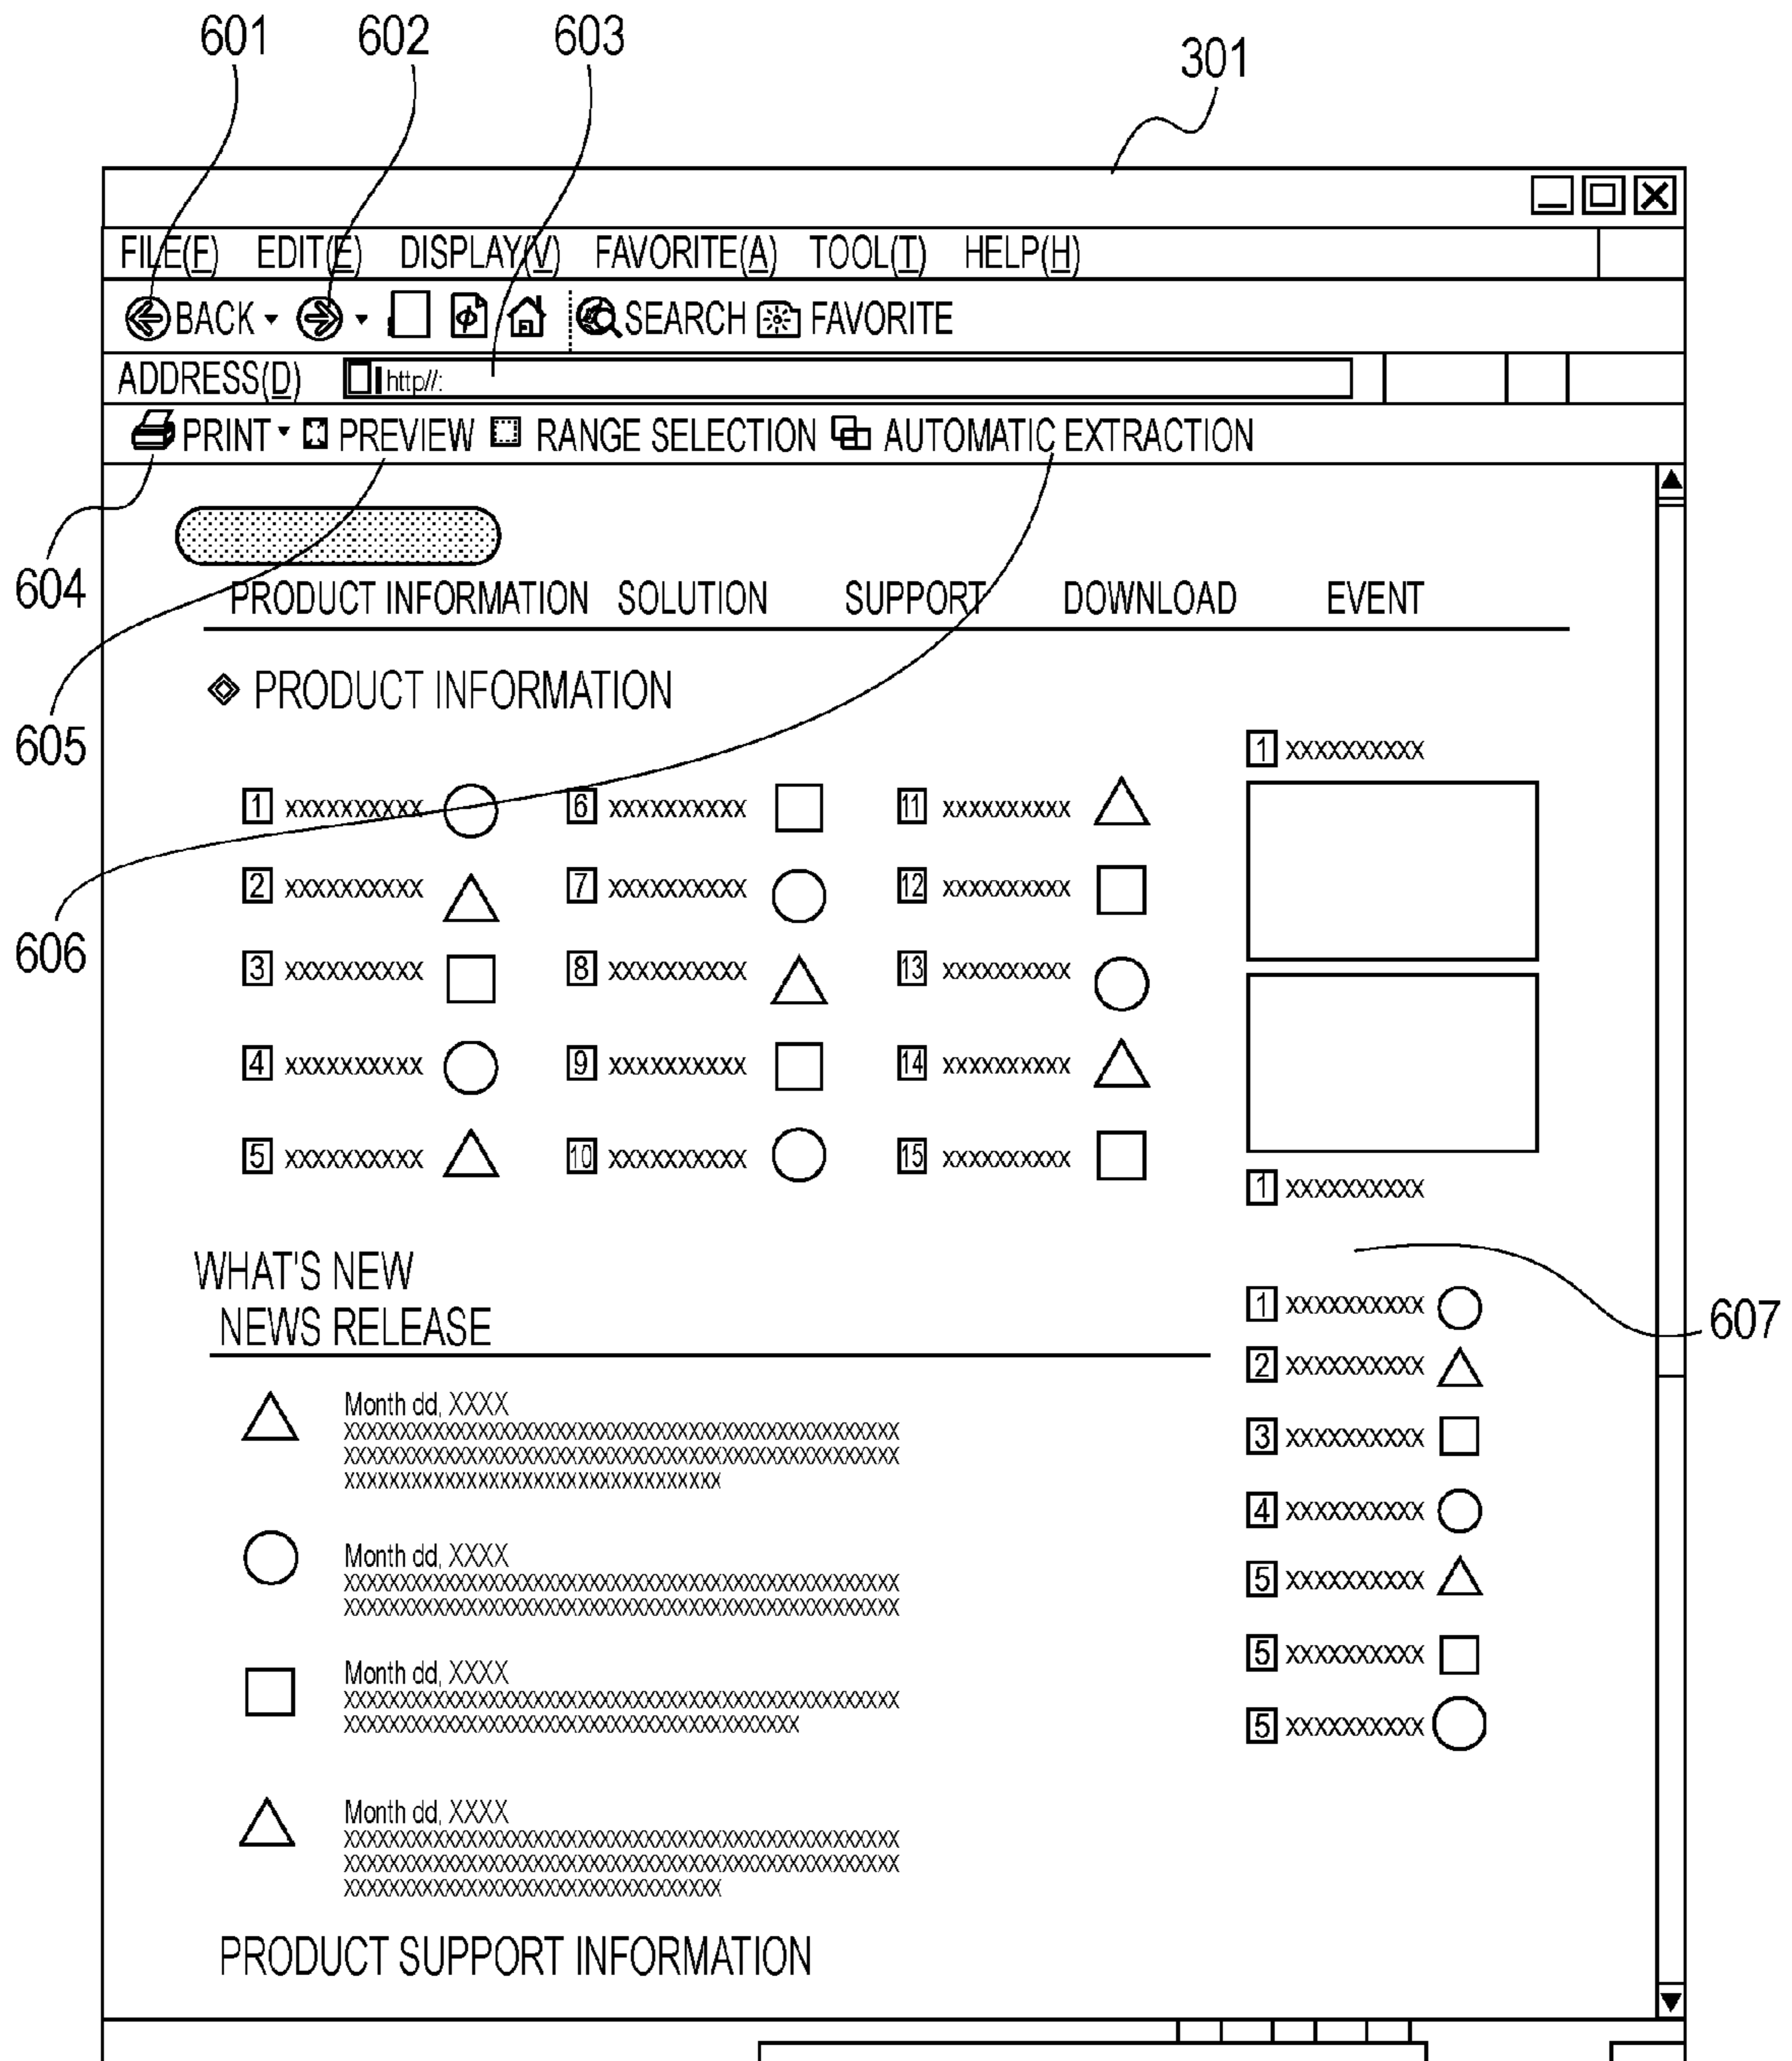 601 602 603 301
FILE(F) EDIT(E) DISPLAY(V) FAVORITE(A) TOOL(T) HELP(H)
BACK SEARCH FAVORITE
ADDRESS(D) http//:
PRINT PREVIEW RANGE SELECTION AUTOMATIC EXTRACTION
604
PRODUCT INFORMATION SOLUTION SUPPORT DOWNLOAD EVENT
PRODUCT INFORMATION
605
1 XXXXXXXXXX
1 XXXXXXXXXX 6 XXXXXXXXXX 11 XXXXXXXXXX
2 XXXXXXXXXX 7 XXXXXXXXXX 12 XXXXXXXXXX
606
3 XXXXXXXXXX 8 XXXXXXXXXX 13 XXXXXXXXXX
4 XXXXXXXXXX 9 XXXXXXXXXX 14 XXXXXXXXXX
5 XXXXXXXXXX 10 XXXXXXXXXX 15 XXXXXXXXXX
1 XXXXXXXXXX
WHAT'S NEW
NEWS RELEASE
607
Month dd, XXXX
Month dd, XXXX
Month dd, XXXX
Month dd, XXXX
1 XXXXXXXXXX
2 XXXXXXXXXX
3 XXXXXXXXXX
4 XXXXXXXXXX
5 XXXXXXXXXX
5 XXXXXXXXXX
5 XXXXXXXXXX
PRODUCT SUPPORT INFORMATION